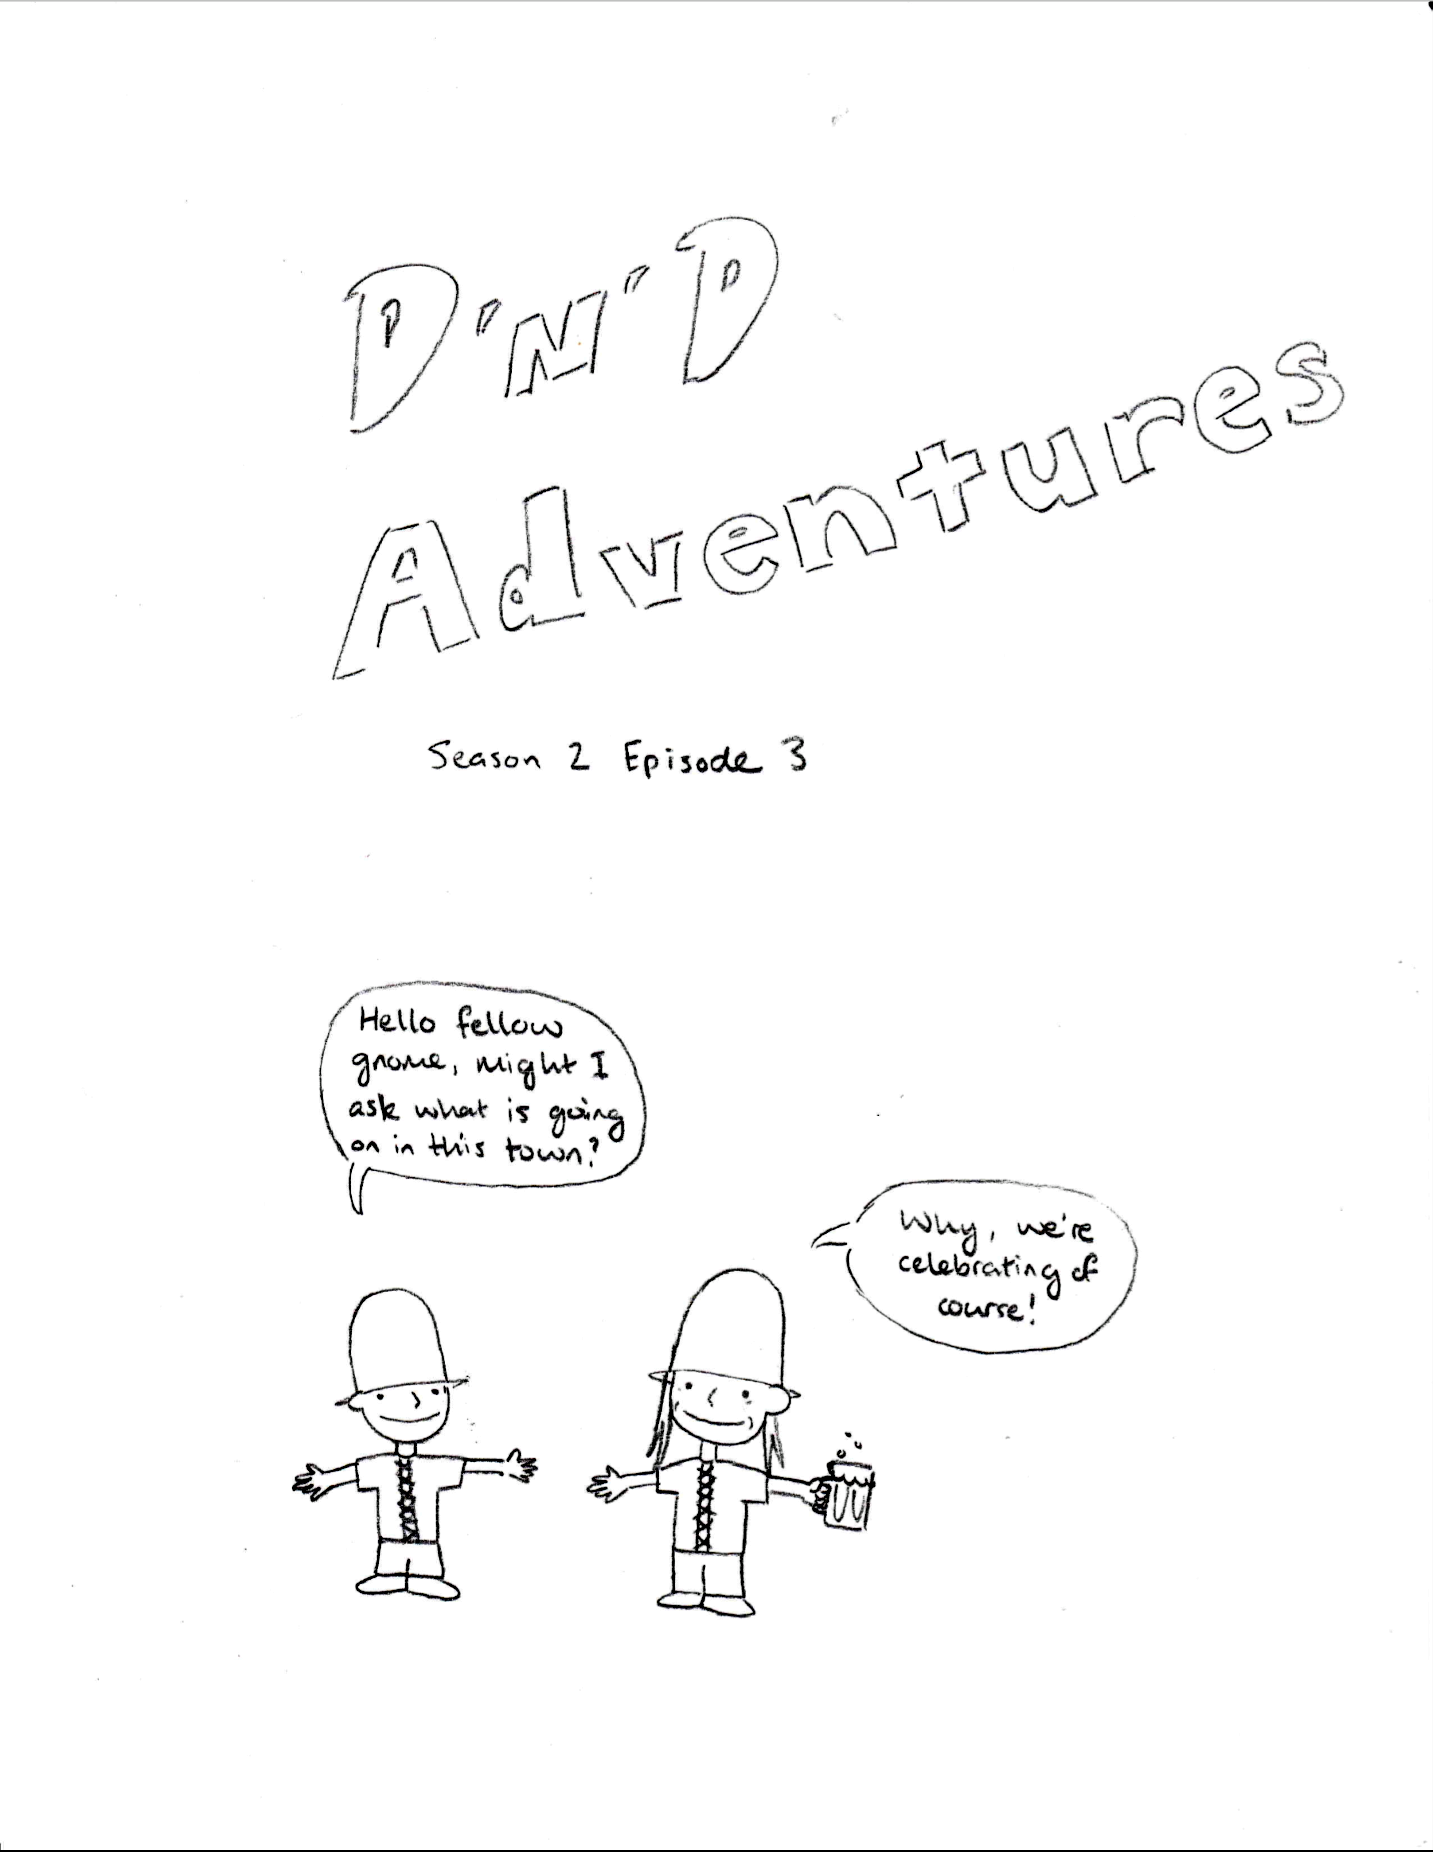 D'N'D
Adventures
Season 2 Episode 3
Hello fellow
gnome, might I
ask what is going
on in this town?
Why, we're
celebrating of
course!